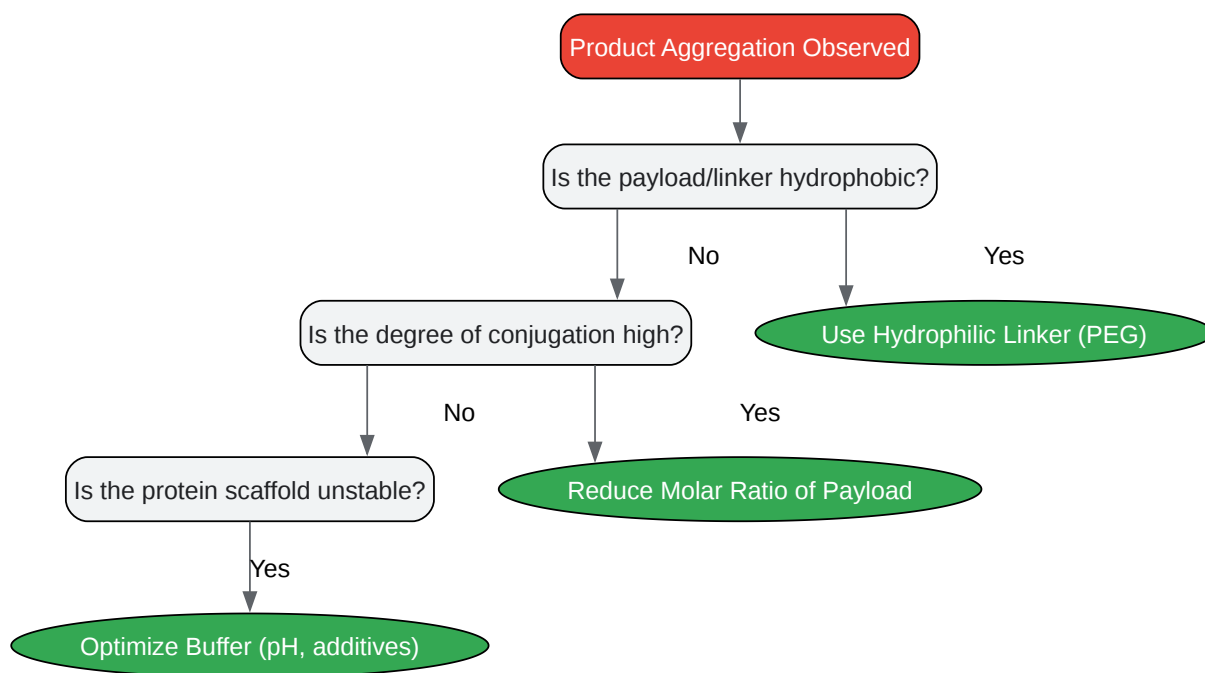 Product Aggregation Observed
Is the payload/linker hydrophobic?
No
Yes
Is the degree of conjugation high?
Use Hydrophilic Linker (PEG)
No
Yes
Is the protein scaffold unstable?
Reduce Molar Ratio of Payload
Yes
Optimize Buffer (pH, additives)